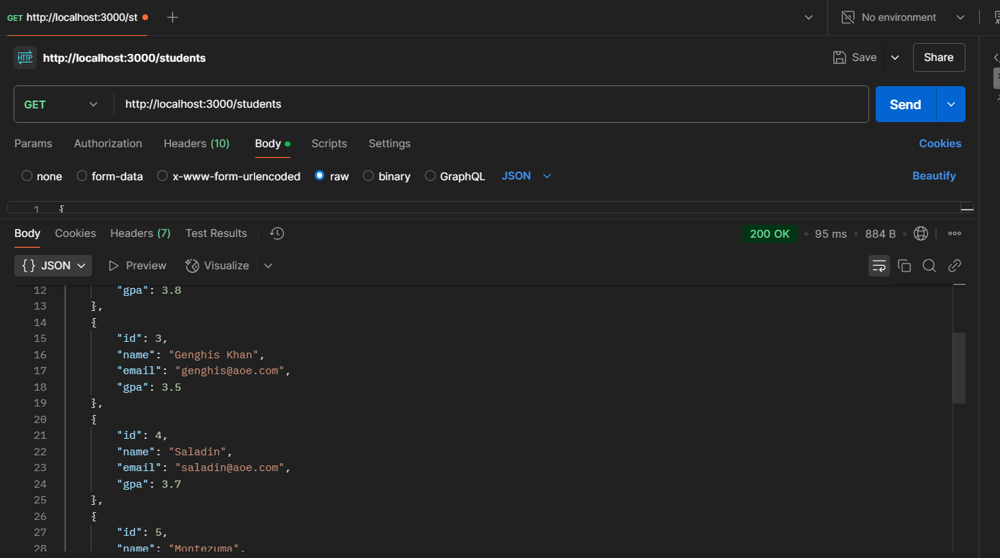 GET http://localhost:3000/st No environment
HTTP http://localhost:3000/students Save Share
GET http://localhost:3000/students Send
Params Authorization Headers (10) Body Scripts Settings Cookies
none form-data x-www-form-urlencoded raw binary GraphQL JSON Beautify
1 {
Body Cookies Headers (7) Test Results 200 OK • 95 ms • 884 B •
{} JSON Preview Visualize
12 "gpa": 3.8
13 },
14 {
15 "id": 3,
16 "name": "Genghis Khan",
17 "email": "genghis@aoe.com",
18 "gpa": 3.5
19 },
20 {
21 "id": 4,
22 "name": "Saladin",
23 "email": "saladin@aoe.com",
24 "gpa": 3.7
25 },
26 {
27 "id": 5,
28 "name": "Montezuma",